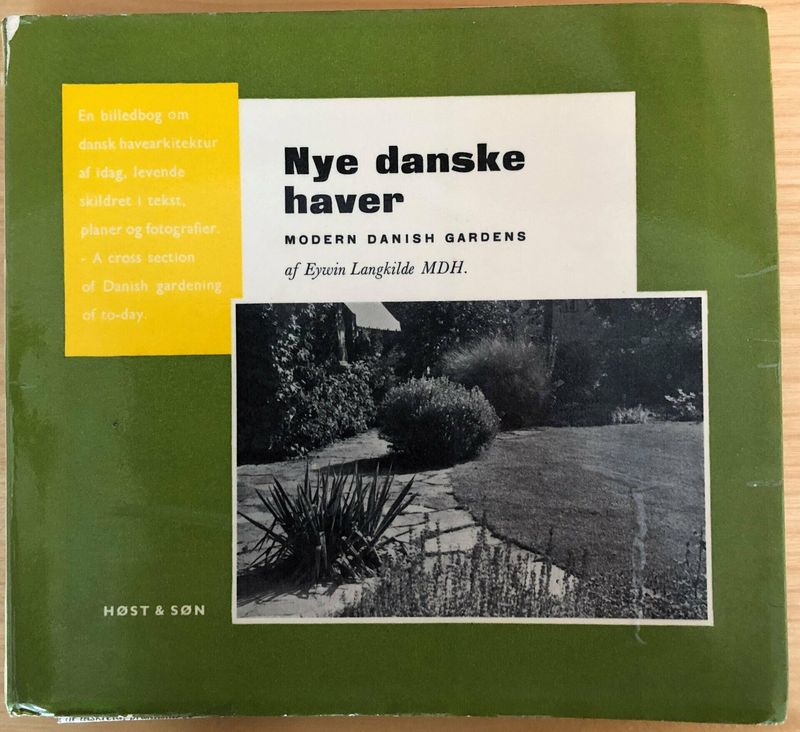 En billedbog om
dansk havearkitektur
af idag, levende
skildret i tekst,
planer og fotografier.
- A cross section
of Danish gardening
of to-day.
Nye danske
haver
MODERN DANISH GARDENS
af Eywin Langkilde MDH.
HØST & SØN